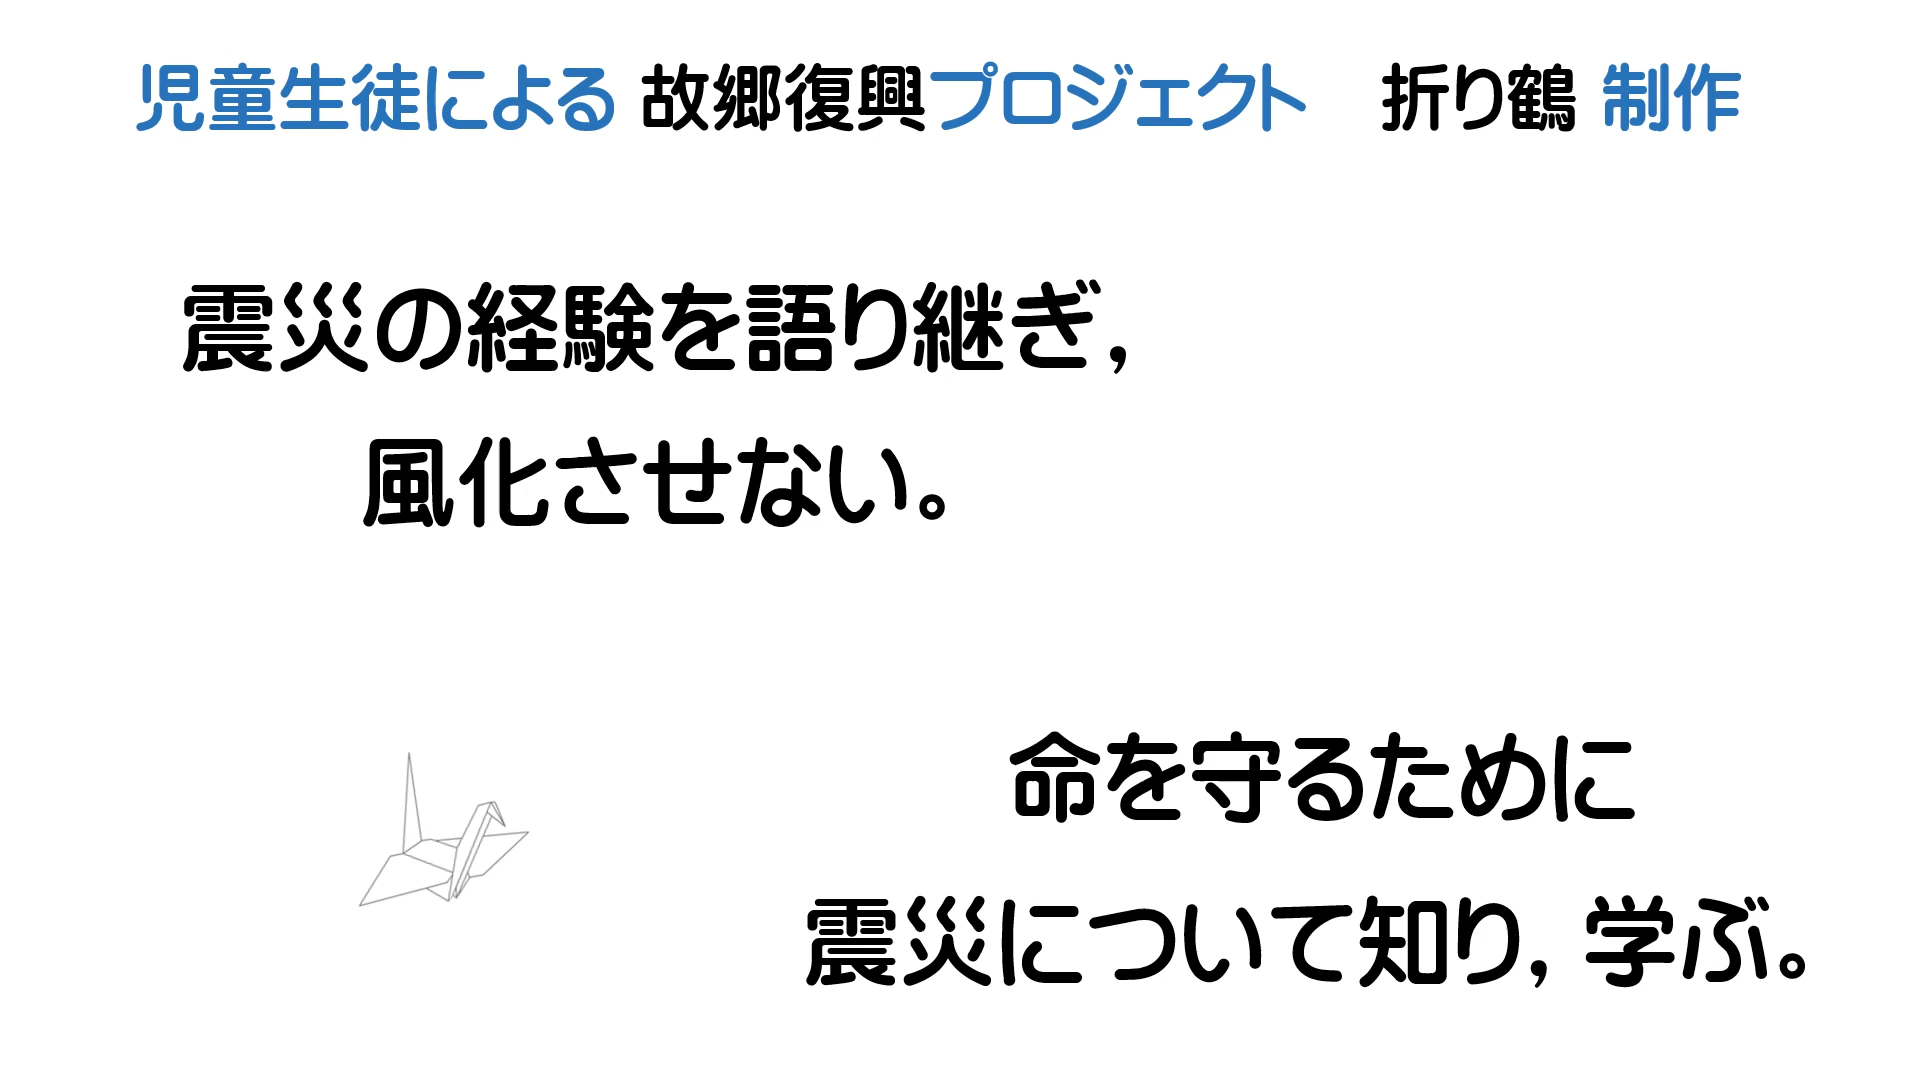 児童生徒による 故郷復興プロジェクト　折り鶴 制作
震災の経験を語り継ぎ，
風化させない。
命を守るために
震災について知り，学ぶ。